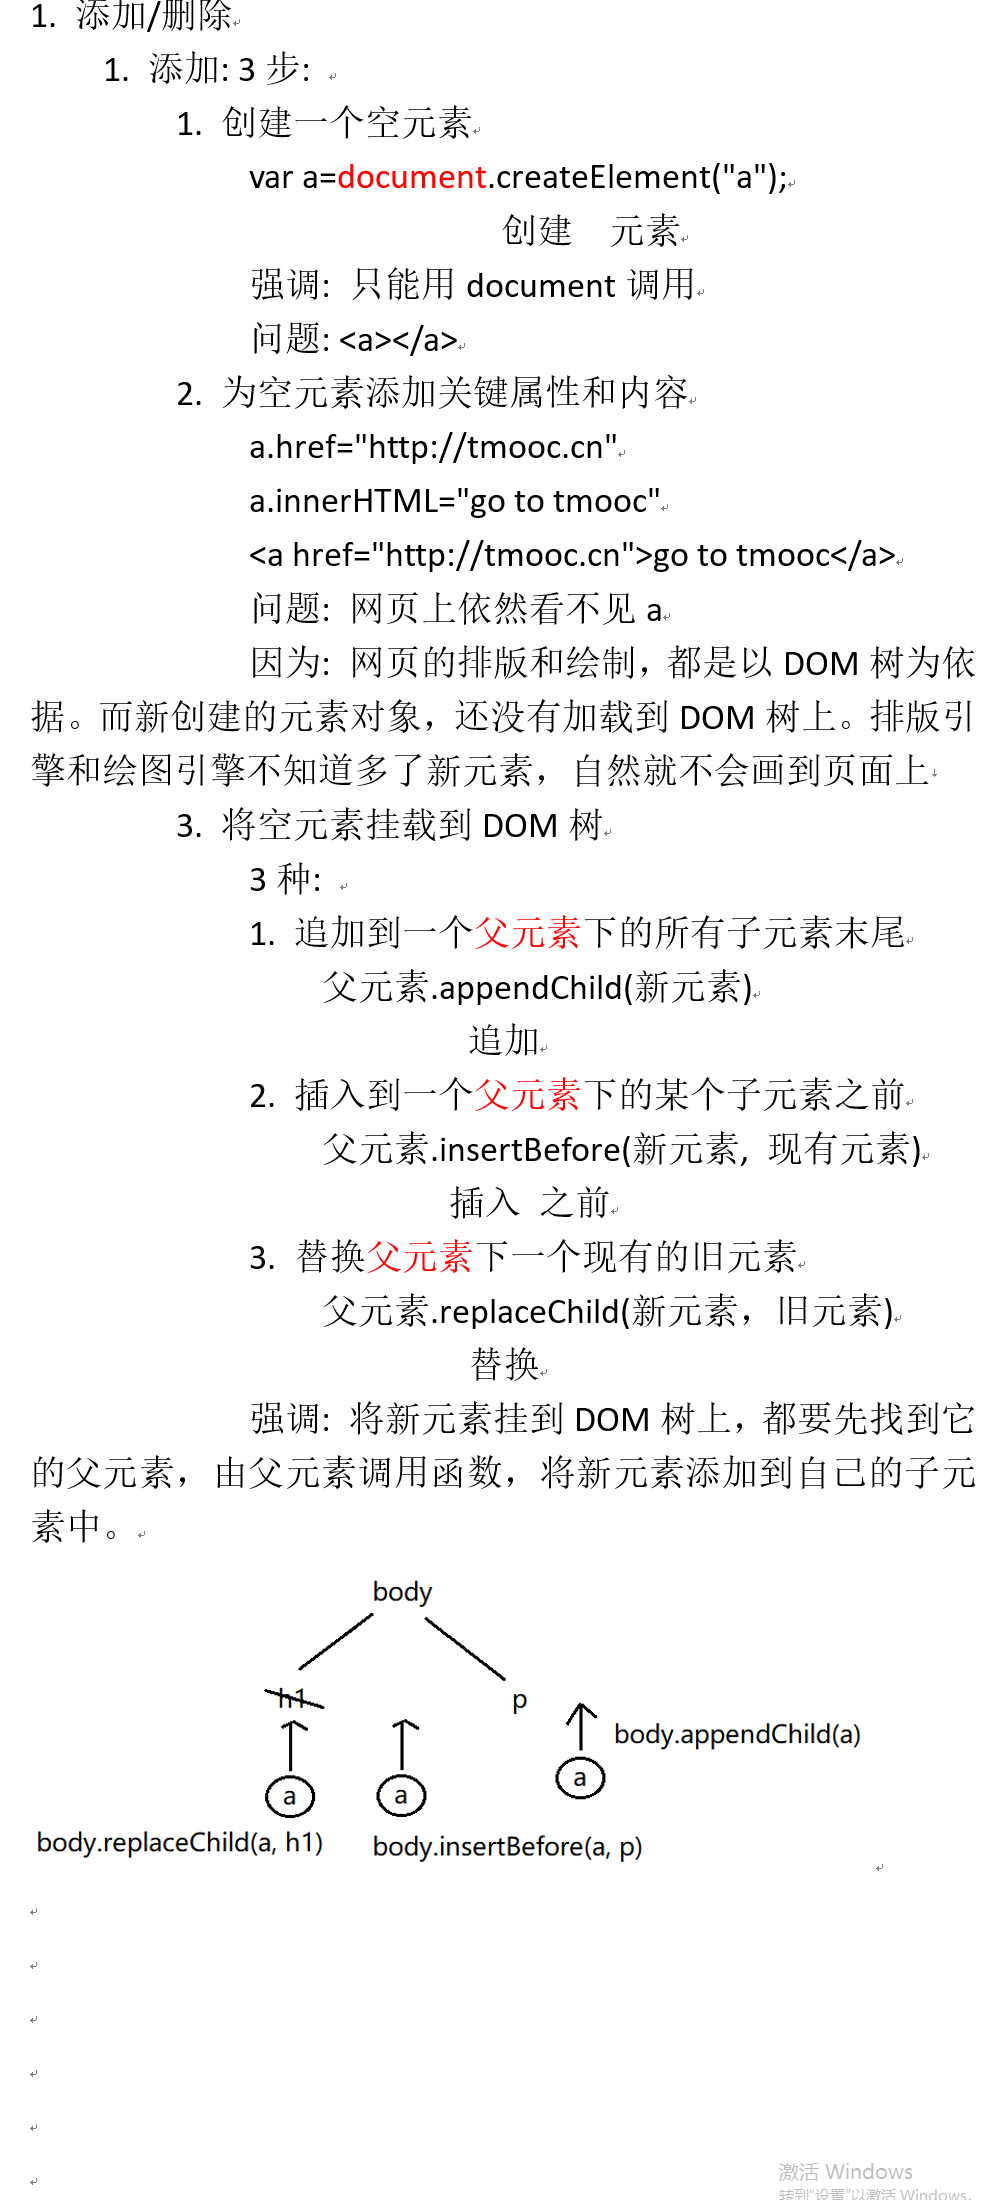 1. 添加/删除
1. 添加: 3 步:
1. 创建一个空元素
var a=document.createElement("a");
创建 元素
强调: 只能用 document 调用
问题: <a></a>
2. 为空元素添加关键属性和内容
a.href="http://tmooc.cn"
a.innerHTML="go to tmooc"
<a href="http://tmooc.cn">go to tmooc</a>
问题: 网页上依然看不见 a
因为: 网页的排版和绘制，都是以 DOM 树为依
据。而新创建的元素对象，还没有加载到 DOM 树上。排版引
擎和绘图引擎不知道多了新元素，自然就不会画到页面上
3. 将空元素挂载到 DOM 树
3 种:
1. 追加到一个父元素下的所有子元素末尾
父元素.appendChild(新元素)
追加
2. 插入到一个父元素下的某个子元素之前
父元素.insertBefore(新元素, 现有元素)
插入 之前
3. 替换父元素下一个现有的旧元素
父元素.replaceChild(新元素，旧元素)
替换
强调: 将新元素挂到 DOM 树上，都要先找到它
的父元素，由父元素调用函数，将新元素添加到自己的子元
素中。
body
h1
p
body.appendChild(a)
a
a
a
body.replaceChild(a, h1)
body.insertBefore(a, p)
激活 Windows
转到"设置"以激活 Windows。